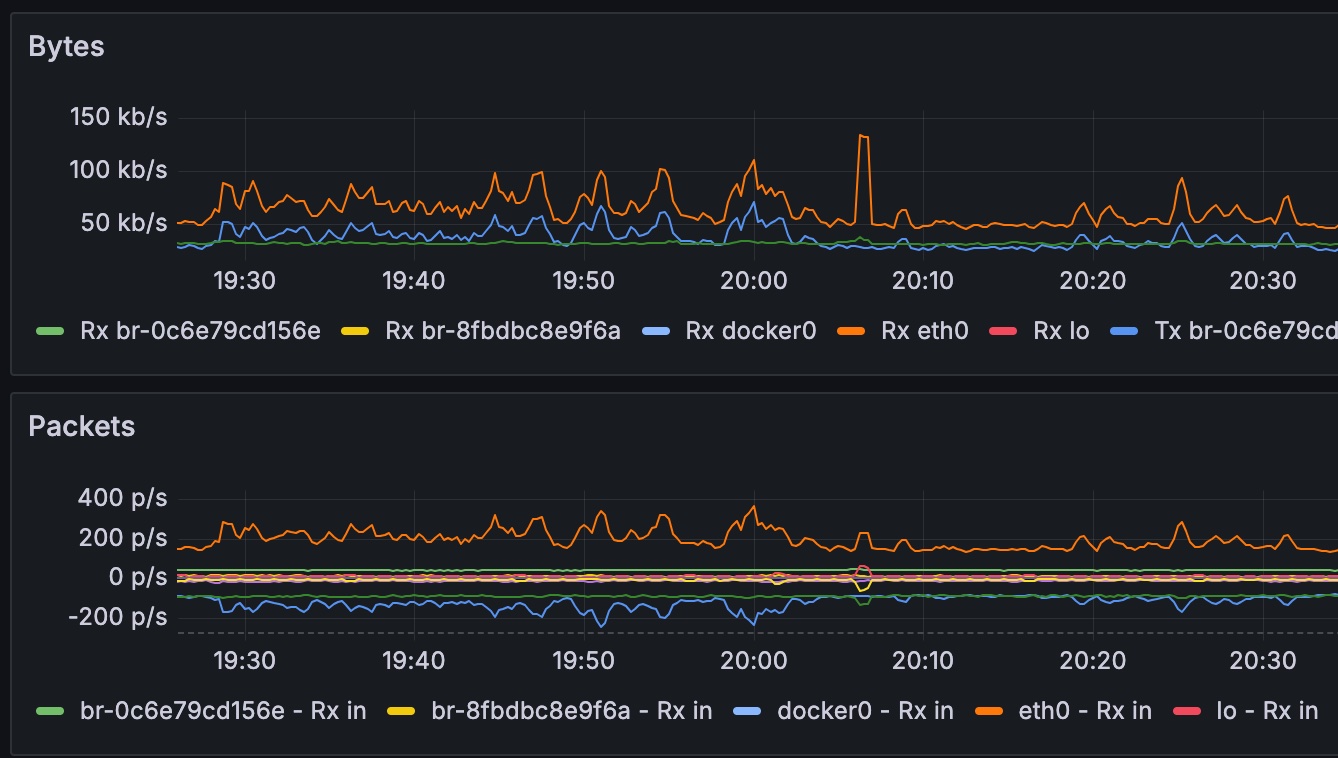 Bytes
150 kb/s
100 kb/s
50 kb/s
19:30 19:40 19:50 20:00 20:10 20:20 20:30
Rx br-0c6e79cd156e Rx br-8fbdbc8e9f6a Rx docker0 Rx eth0 Rx lo Tx br-0c6e79cd
Packets
400 p/s
200 p/s
0 p/s
-200 p/s
19:30 19:40 19:50 20:00 20:10 20:20 20:30
br-0c6e79cd156e - Rx in br-8fbdbc8e9f6a - Rx in docker0 - Rx in eth0 - Rx in lo - Rx in